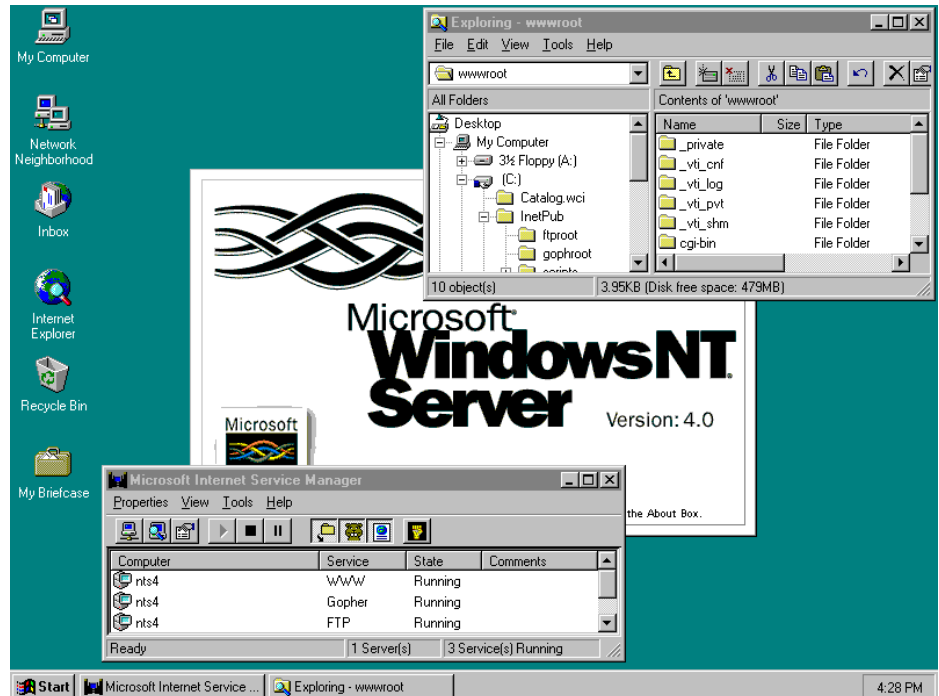 My Computer
Network
Neighborhood
Inbox
Internet
Explorer
Recycle Bin
My Briefcase
Exploring - wwwroot
File Edit View Tools Help
wwwroot
All Folders
Contents of 'wwwroot'
Desktop
My Computer
3½ Floppy (A:)
(C:)
Catalog.wci
InetPub
ftproot
gophroot
scripts
Name Size Type
_private File Folder
_vti_cnf File Folder
_vti_log File Folder
_vti_pvt File Folder
_vti_shm File Folder
cgi-bin File Folder
10 object(s) 3.95KB (Disk free space: 479MB)
Microsoft
WindowsNT
Server
Version: 4.0
Microsoft
the About Box.
Microsoft Internet Service Manager
Properties View Tools Help
Computer Service State Comments
nts4 WWW Running
nts4 Gopher Running
nts4 FTP Running
Ready 1 Server(s) 3 Service(s) Running
Start Microsoft Internet Service ... Exploring - wwwroot 4:28 PM